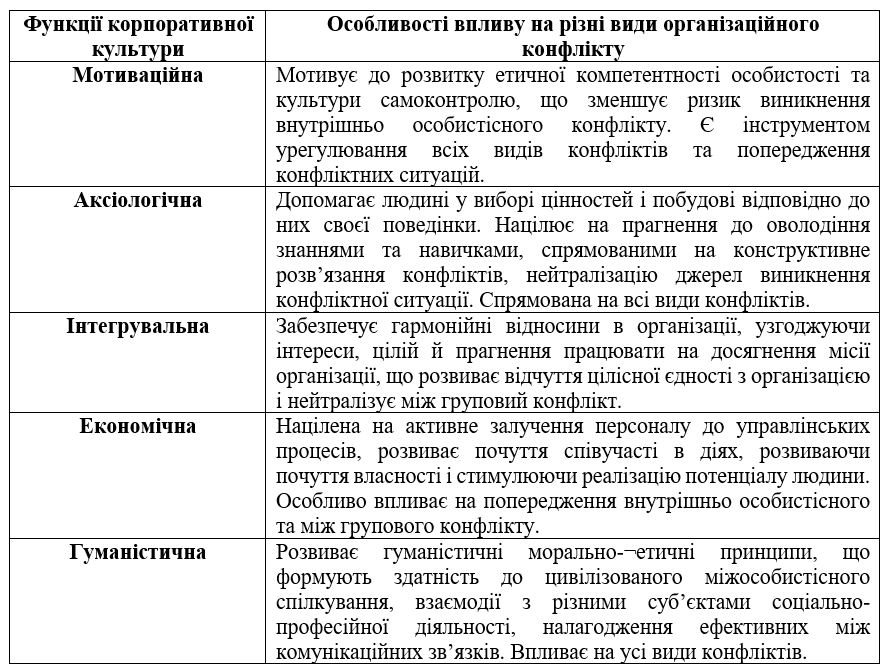 Функції корпоративної
культури
Особливості впливу на різні види організаційного
конфлікту
Мотиваційна
Мотивує до розвитку етичної компетентності особистості та
культури самоконтролю, що зменшує ризик виникнення
внутрішньо особистісного конфлікту. Є інструментом
урегулювання всіх видів конфліктів та попередження
конфліктних ситуацій.
Аксіологічна
Допомагає людині у виборі цінностей і побудові відповідно до
них своєї поведінки. Націлює на прагнення до оволодіння
знаннями та навичками, спрямованими на конструктивне
розв’язання конфліктів, нейтралізацію джерел виникнення
конфліктної ситуації. Спрямована на всі види конфліктів.
Інтегрувальна
Забезпечує гармонійні відносини в організації, узгоджуючи
інтереси, цілій й прагнення працювати на досягнення місії
організації, що розвиває відчуття цілісної єдності з організацією
і нейтралізує між груповий конфлікт.
Економічна
Націлена на активне залучення персоналу до управлінських
процесів, розвиває почуття співучасті в діях, розвиваючи
почуття власності і стимулюючи реалізацію потенціалу людини.
Особливо впливає на попередження внутрішньо особистісного
та між групового конфлікту.
Гуманістична
Розвиває гуманістичні морально-¬етичні принципи, що
формують здатність до цивілізованого міжособистісного
спілкування, взаємодії з різними суб’єктами соціально-
професійної діяльності, налагодження ефективних між
комунікаційних зв’язків. Впливає на усі види конфліктів.